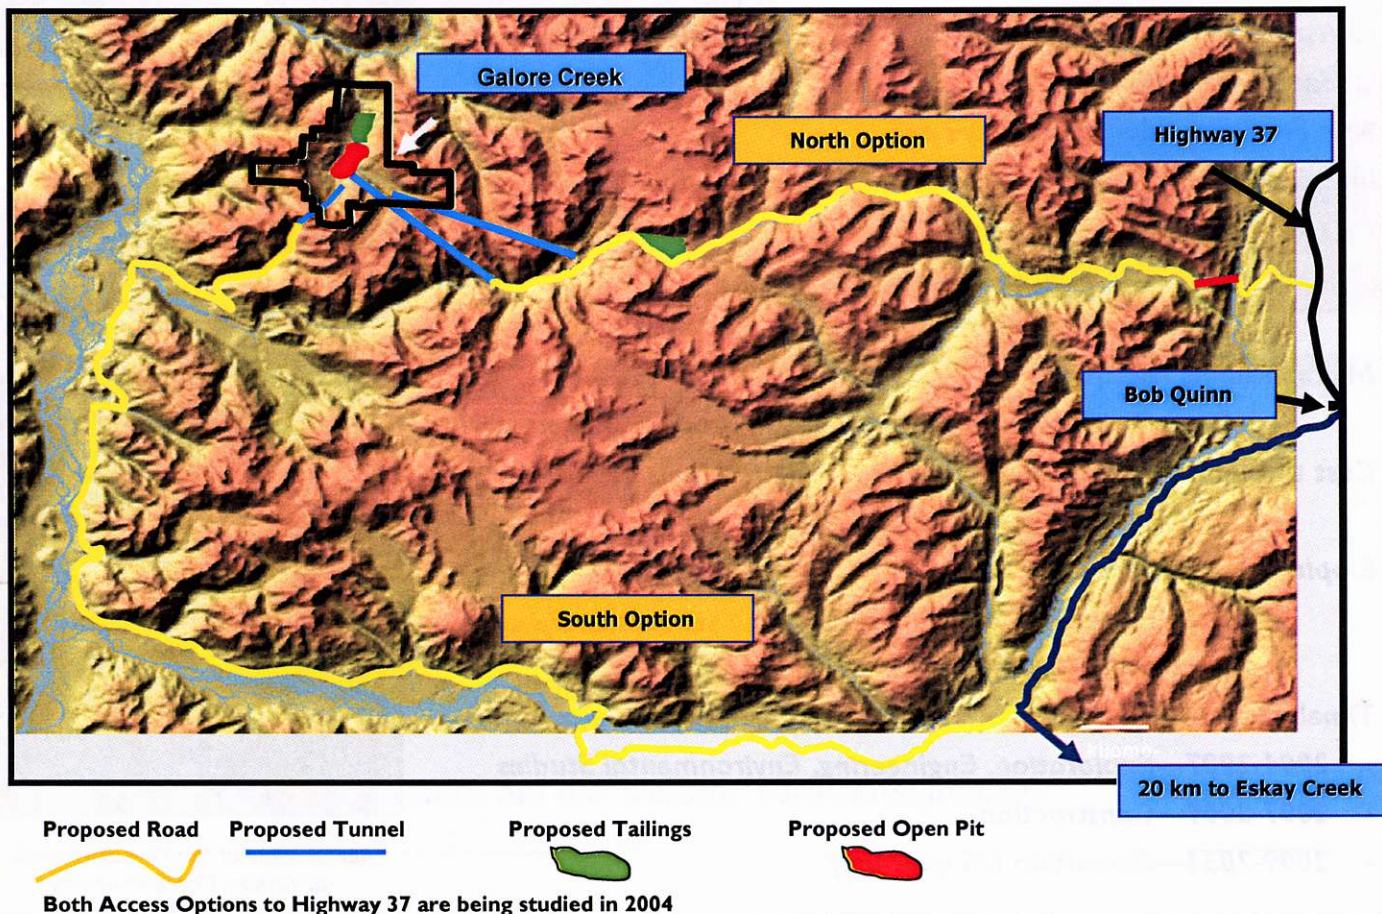 Galore Creek
North Option
Highway 37
Bob Quinn
South Option
20 km to Eskay Creek
Proposed Road Proposed Tunnel Proposed Tailings Proposed Open Pit
Both Access Options to Highway 37 are being studied in 2004